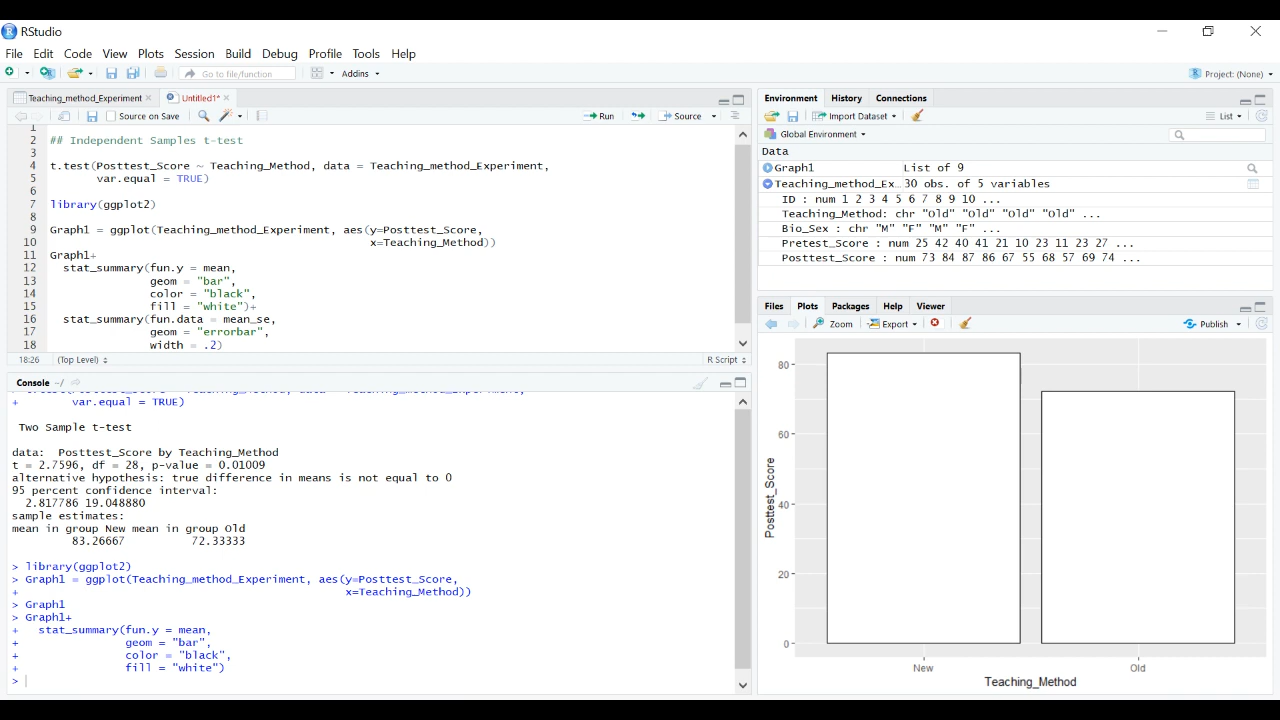 RStudio
File Edit Code View Plots Session Build Debug Profile Tools Help
Go to file/function Addins Project: (None)
Teaching_method_Experiment Untitled1*
Source on Save Run Source
1
2 ## Independent Samples t-test
3
4 t.test(Posttest_Score ~ Teaching_Method, data = Teaching_method_Experiment,
5 var.equal = TRUE)
6
7 library(ggplot2)
8
9 Graph1 = ggplot(Teaching_method_Experiment, aes(y=Posttest_Score,
10 x=Teaching_Method))
11 Graph1+
12 stat_summary(fun.y = mean,
13 geom = "bar",
14 color = "black",
15 fill = "white")+
16 stat_summary(fun.data = mean_se,
17 geom = "errorbar",
18 width = .2)
18:26 (Top Level) R Script
Console ~/
+ var.equal = TRUE)
Two Sample t-test
data: Posttest_Score by Teaching_Method
t = 2.7596, df = 28, p-value = 0.01009
alternative hypothesis: true difference in means is not equal to 0
95 percent confidence interval:
2.817786 19.048880
sample estimates:
mean in group New mean in group Old
83.26667 72.33333
> library(ggplot2)
> Graph1 = ggplot(Teaching_method_Experiment, aes(y=Posttest_Score,
+ x=Teaching_Method))
> Graph1
> Graph1+
+ stat_summary(fun.y = mean,
+ geom = "bar",
+ color = "black",
+ fill = "white")
>
Environment History Connections
Import Dataset List
Global Environment
Data
Graph1 List of 9
Teaching_method_Ex… 30 obs. of 5 variables
ID : num 1 2 3 4 5 6 7 8 9 10 ...
Teaching_Method: chr "Old" "Old" "Old" "Old" ...
Bio_Sex : chr "M" "F" "M" "F" ...
Pretest_Score : num 25 42 40 41 21 10 23 11 23 27 ...
Posttest_Score : num 73 84 87 86 67 55 68 57 69 74 ...
Files Plots Packages Help Viewer
Zoom Export Publish
80
60
40
20
0
Posttest_Score
New Old
Teaching_Method